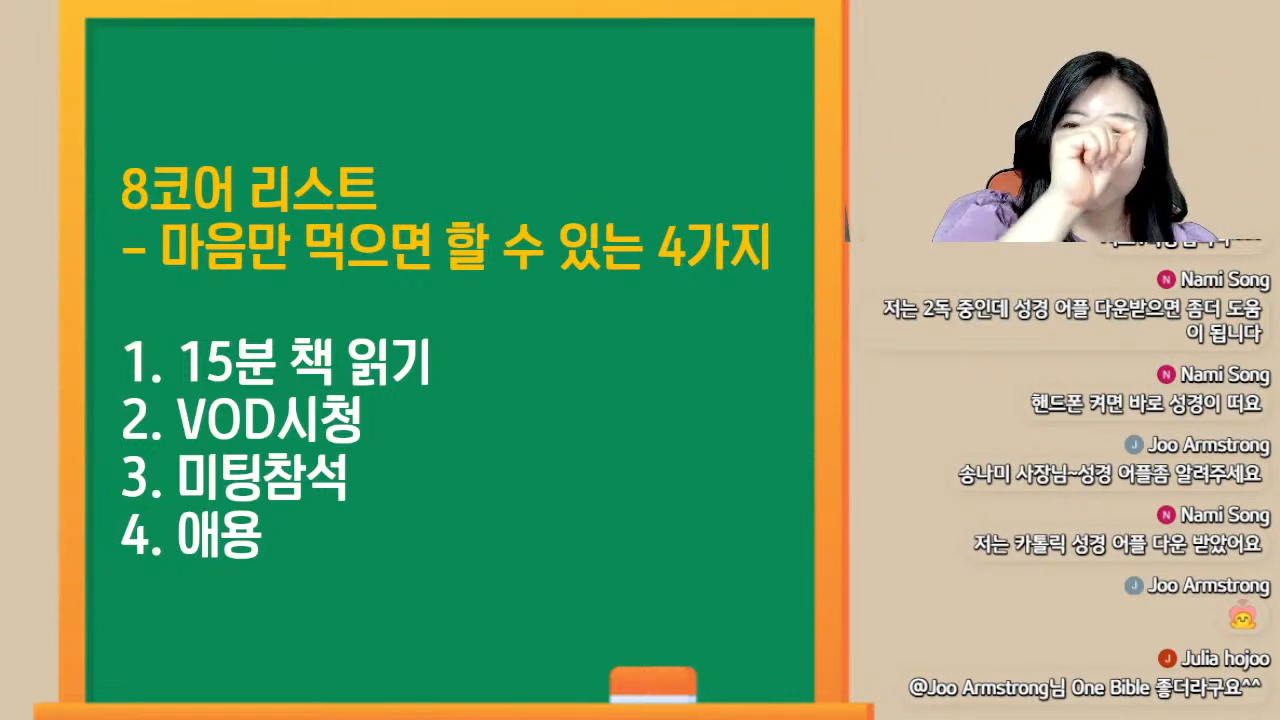 8코어 리스트
– 마음만 먹으면 할 수 있는 4가지
1. 15분 책 읽기
2. VOD시청
3. 미팅참석
4. 애용
N Nami Song
저는 2독 중인데 성경 어플 다운받으면 좀더 도움
이 됩니다
N Nami Song
핸드폰 켜면 바로 성경이 떠요
J Joo Armstrong
송나미 사장님~성경 어플좀 알려주세요
N Nami Song
저는 카톨릭 성경 어플 다운 받았어요
J Joo Armstrong
J Julia hojoo
@Joo Armstrong님 One Bible 좋더라구요^^